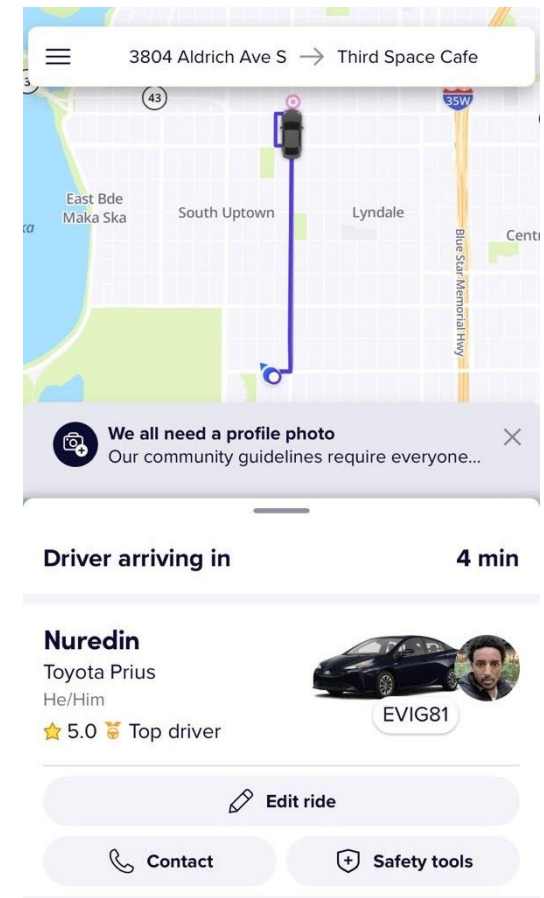 3804 Aldrich Ave S → Third Space Cafe
43
35W
East Bde
Maka Ska
South Uptown
Lyndale
Blue Star Memorial Hwy
We all need a profile photo
Our community guidelines require everyone...
Driver arriving in
4 min
Nuredin
Toyota Prius
He/Him
5.0
Top driver
EVIG81
Edit ride
Contact
Safety tools